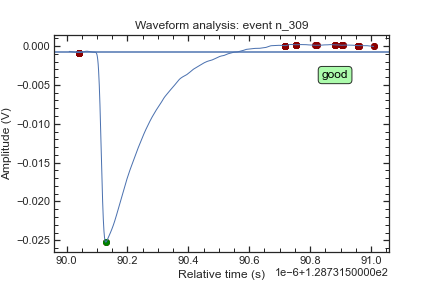 Waveform analysis: event n_309
0.000
−0.005
−0.010
−0.015
−0.020
−0.025
Amplitude (V)
good
90.0 90.2 90.4 90.6 90.8 91.0
Relative time (s)
1e−6+1.2873150000e2